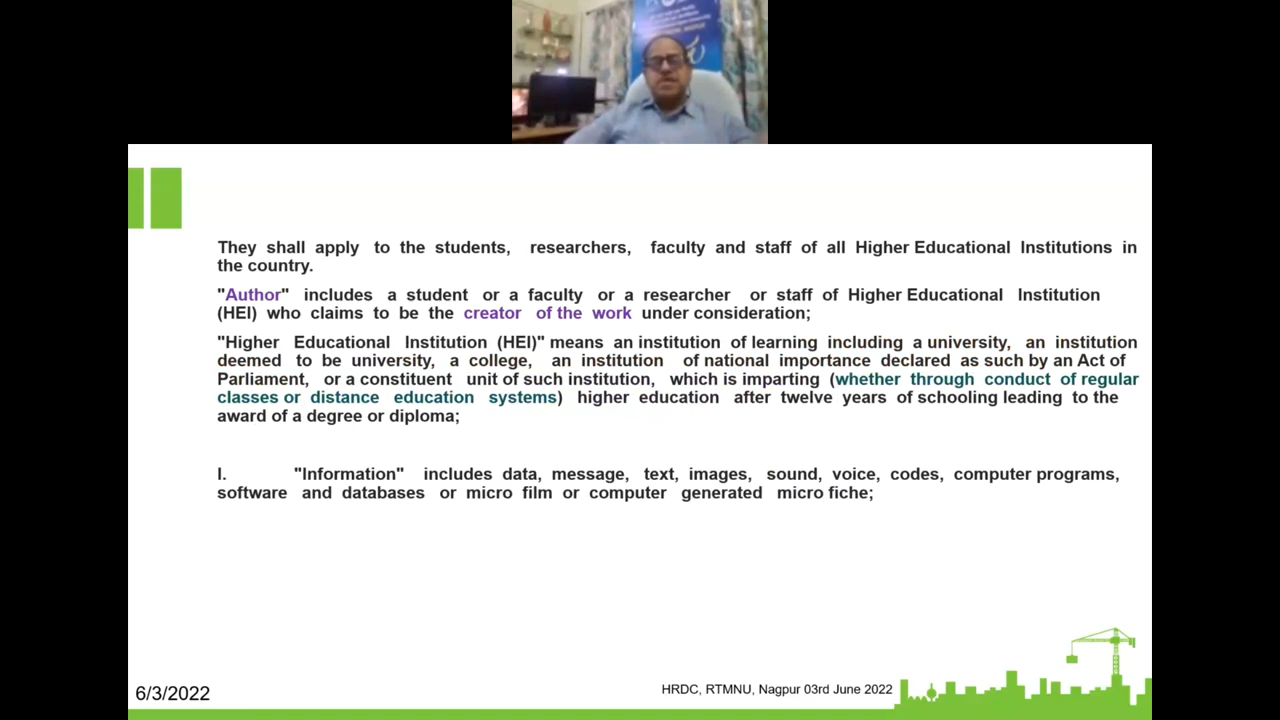 They shall apply to the students, researchers, faculty and staff of all Higher Educational Institutions in
the country.
"Author" includes a student or a faculty or a researcher or staff of Higher Educational Institution
(HEI) who claims to be the creator of the work under consideration;
"Higher Educational Institution (HEI)" means an institution of learning including a university, an institution
deemed to be university, a college, an institution of national importance declared as such by an Act of
Parliament, or a constituent unit of such institution, which is imparting (whether through conduct of regular
classes or distance education systems) higher education after twelve years of schooling leading to the
award of a degree or diploma;
I. "Information" includes data, message, text, images, sound, voice, codes, computer programs,
software and databases or micro film or computer generated micro fiche;
6/3/2022
HRDC, RTMNU, Nagpur 03rd June 2022